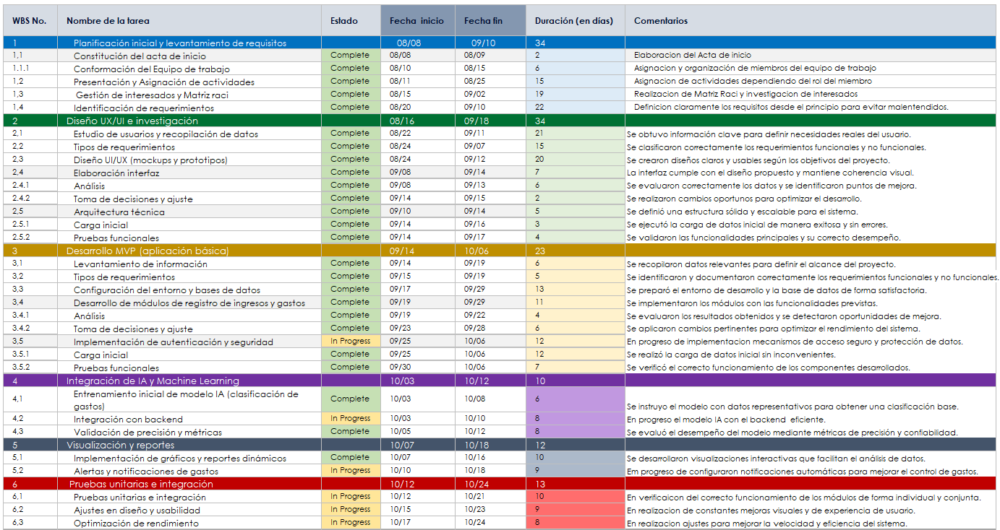 WBS No. Nombre de la tarea Estado Fecha inicio Fecha fin Duración (en días) Comentarios
1 Planificación inicial y levantamiento de requisitos 08/08 09/10 34
1,1 Constitución del acta de inicio Complete 08/08 08/09 2 Elaboracion del Acta de inicio
1.1.1 Conformación del Equipo de trabajo Complete 08/10 08/15 6 Asignación y organización de miembros del equipo de trabajo
1,2 Presentación y Asignación de actividades Complete 08/11 08/25 15 Asignacion de actividades dependiendo del rol del miembro
1,3 Gestión de interesados y Matriz raci Complete 08/15 09/02 19 Realizacion de Matriz Raci y investigacion de interesados
1,4 Identificación de requerimientos Complete 08/20 09/10 22 Definicion claramente los requisitos desde el principio para evitar malentendidos.
2 Diseño UX/UI e investigación 08/16 09/18 34
2,1 Estudio de usuarios y recopilación de datos Complete 08/22 09/11 21 Se obtuvo información clave para definir necesidades reales del usuario.
2,2 Tipos de requerimientos Complete 08/24 09/07 15 Se clasificaron correctamente los requerimientos funcionales y no funcionales.
2,3 Diseño UI/UX (mockups y prototipos) Complete 08/24 09/12 20 Se crearon diseños claros y usables según los objetivos del proyecto.
2,4 Elaboración interfaz Complete 09/08 09/14 7 La interfaz cumple con el diseño propuesto y mantiene coherencia visual.
2.4.1 Análisis Complete 09/08 09/13 6 Se evaluaron correctamente los datos y se identificaron puntos de mejora.
2.4.2 Toma de decisiones y ajuste Complete 09/14 09/15 2 Se realizaron cambios oportunos para optimizar el desarrollo.
2,5 Arquitectura técnica Complete 09/10 09/14 5 Se definió una estructura sólida y escalable para el sistema.
2.5.1 Carga inicial Complete 09/14 09/16 3 Se ejecutó la carga de datos inicial de manera exitosa y sin errores.
2.5.2 Pruebas funcionales Complete 09/14 09/17 4 Se validaron las funcionalidades principales y su correcto desempeño.
3 Desarrollo MVP (aplicación básica) 09/14 10/06 23
3,1 Levantamiento de información Complete 09/14 09/19 6 Se recopilaron datos relevantes para definir el alcance del proyecto.
3,2 Tipos de requerimientos Complete 09/15 09/19 5 Se identificaron y documentaron correctamente los requerimientos funcionales y no funcionales.
3,3 Configuración del entorno y bases de datos Complete 09/17 09/29 13 Se preparó el entorno de desarrollo y la base de datos de forma satisfactoria.
3,4 Desarrollo de módulos de registro de ingresos y gastos Complete 09/19 09/29 11 Se implementaron los módulos con las funcionalidades previstas.
3.4.1 Análisis Complete 09/19 09/22 4 Se evaluaron los resultados obtenidos y se detectaron oportunidades de mejora.
3.4.2 Toma de decisiones y ajuste Complete 09/23 09/28 6 Se aplicaron cambios pertinentes para optimizar el rendimiento del sistema.
3,5 Implementación de autenticación y seguridad In Progress 09/25 10/06 12 En progreso de implementacion mecanismos de acceso seguro y protección de datos.
3.5.1 Carga inicial Complete 09/25 10/06 12 Se realizó la carga de datos inicial sin inconvenientes.
3.5.2 Pruebas funcionales Complete 09/30 10/06 7 Se verificó el correcto funcionamiento de los componentes desarrollados.
4 Integración de IA y Machine Learning 10/03 10/12 10
4,1 Entrenamiento inicial de modelo IA (clasificación de gastos) Complete 10/03 10/08 6 Se instruyo el modelo con datos representativos para obtener una clasificación base.
4,2 Integración con backend In Progress 10/03 10/10 8 En progreso el modelo IA con el backend eficiente.
4,3 Validación de precisión y métricas Complete 10/05 10/12 8 Se evaluó el desempeño del modelo mediante métricas de precisión y confiabilidad.
5 Visualización y reportes 10/07 10/18 12
5,1 Implementación de gráficos y reportes dinámicos Complete 10/07 10/16 10 Se desarrollaron visualizaciones interactivas que facilitan el análisis de datos.
5,2 Alertas y notificaciones de gastos In Progress 10/10 10/18 9 Em progreso de configuraron notificaciones automáticas para mejorar el control de gastos.
6 Pruebas unitarias e integración 10/12 10/24 13
6,1 Pruebas unitarias e integración In Progress 10/12 10/21 10 En verificaicon del correcto funcionamiento de los módulos de forma individual y conjunta.
6,2 Ajustes en diseño y usabilidad In Progress 10/15 10/23 9 En realizacion de constantes mejoras visuales y de experiencia de usuario.
6,3 Optimización de rendimiento In Progress 10/17 10/24 8 En realizacion ajustes para mejorar la velocidad y eficiencia del sistema.